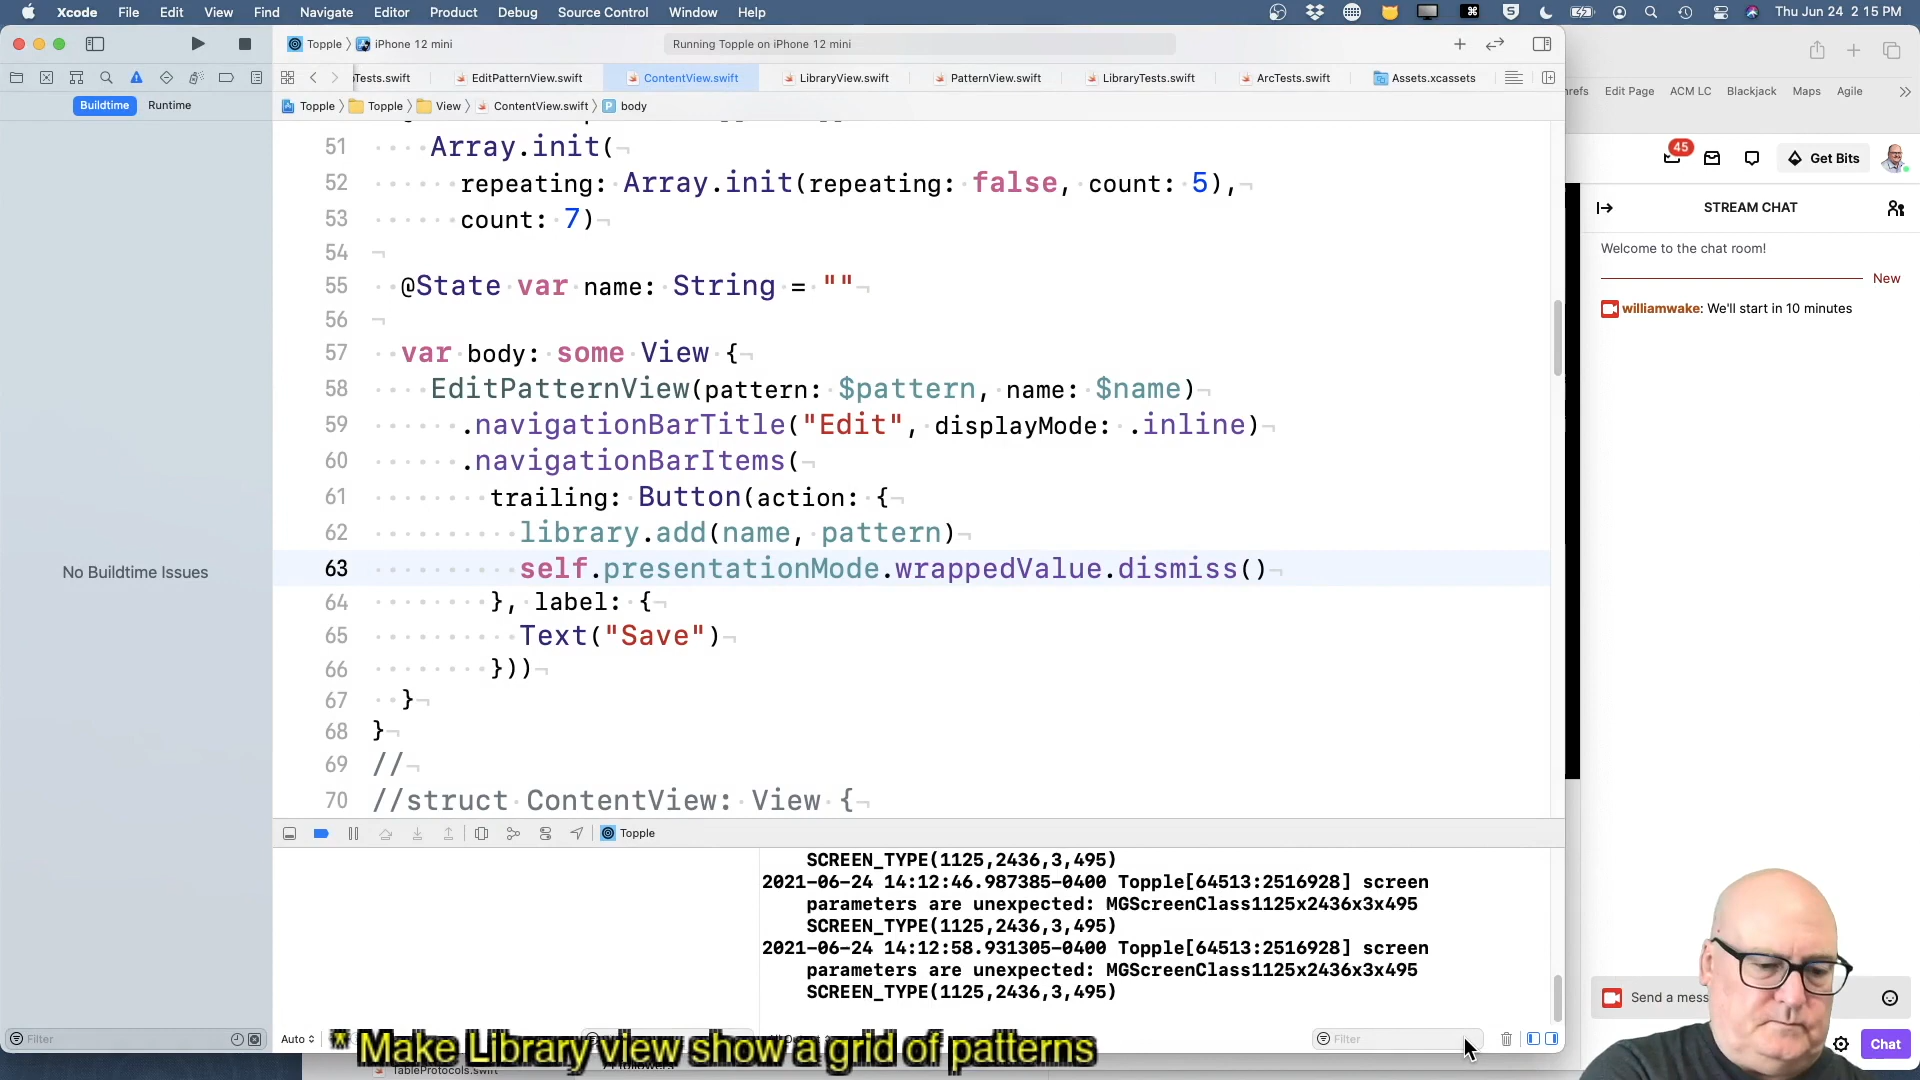 Xcode File Edit View Find Navigate Editor Product Debug Source Control Window Help
Thu Jun 24 2 15 PM
Topple iPhone 12 mini
Running Topple on iPhone 12 mini
Tests.swift EditPatternView.swift ContentView.swift LibraryView.swift PatternView.swift LibraryTests.swift ArcTests.swift Assets.xcassets
Edit Page ACM LC Blackjack Maps Agile
Buildtime Runtime
Topple Topple View ContentView.swift P body
51 Array.init(
52 repeating: Array.init(repeating: false, count: 5),
53 count: 7)
54
55 @State var name: String = ""
56
57 var body: some View {
58 EditPatternView(pattern: $pattern, name: $name)
59 .navigationBarTitle("Edit", displayMode: .inline)
60 .navigationBarItems(
61 trailing: Button(action: {
62 library.add(name, pattern)
63 self.presentationMode.wrappedValue.dismiss()
64 }, label: {
65 Text("Save")
66 }))
67 }
68 }
69 //
70 //struct ContentView: View {
No Buildtime Issues
45
Get Bits
STREAM CHAT
Welcome to the chat room!
New
williamwake: We'll start in 10 minutes
Topple
SCREEN_TYPE(1125,2436,3,495)
2021-06-24 14:12:46.987385-0400 Topple[64513:2516928] screen
parameters are unexpected: MGScreenClass1125x2436x3x495
SCREEN_TYPE(1125,2436,3,495)
2021-06-24 14:12:58.931305-0400 Topple[64513:2516928] screen
parameters are unexpected: MGScreenClass1125x2436x3x495
SCREEN_TYPE(1125,2436,3,495)
Send a mess
Chat
Filter
Auto
Filter
* Make Library view show a grid of patterns
TableProtocols.swift